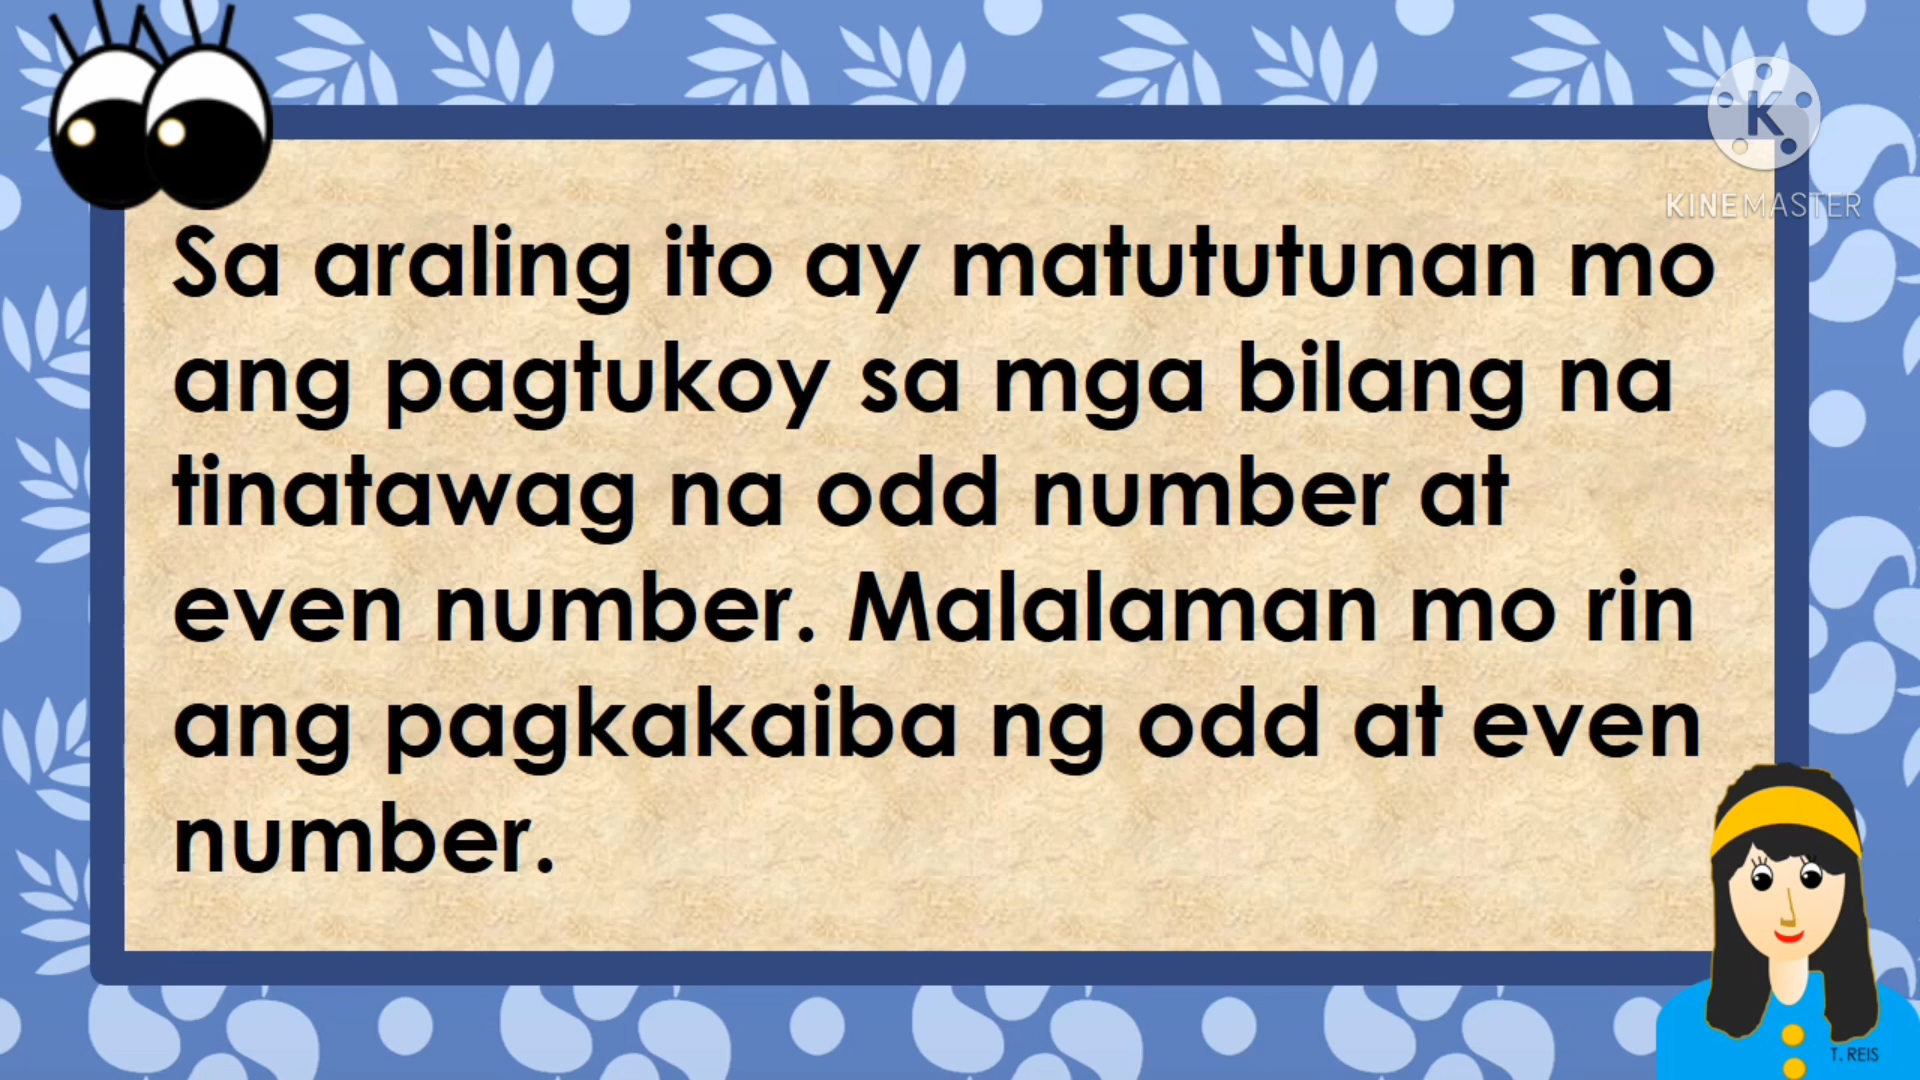 K
KINEMASTER
Sa araling ito ay matututunan mo
ang pagtukoy sa mga bilang na
tinatawag na odd number at
even number. Malalaman mo rin
ang pagkakaiba ng odd at even
number.
T. REIS